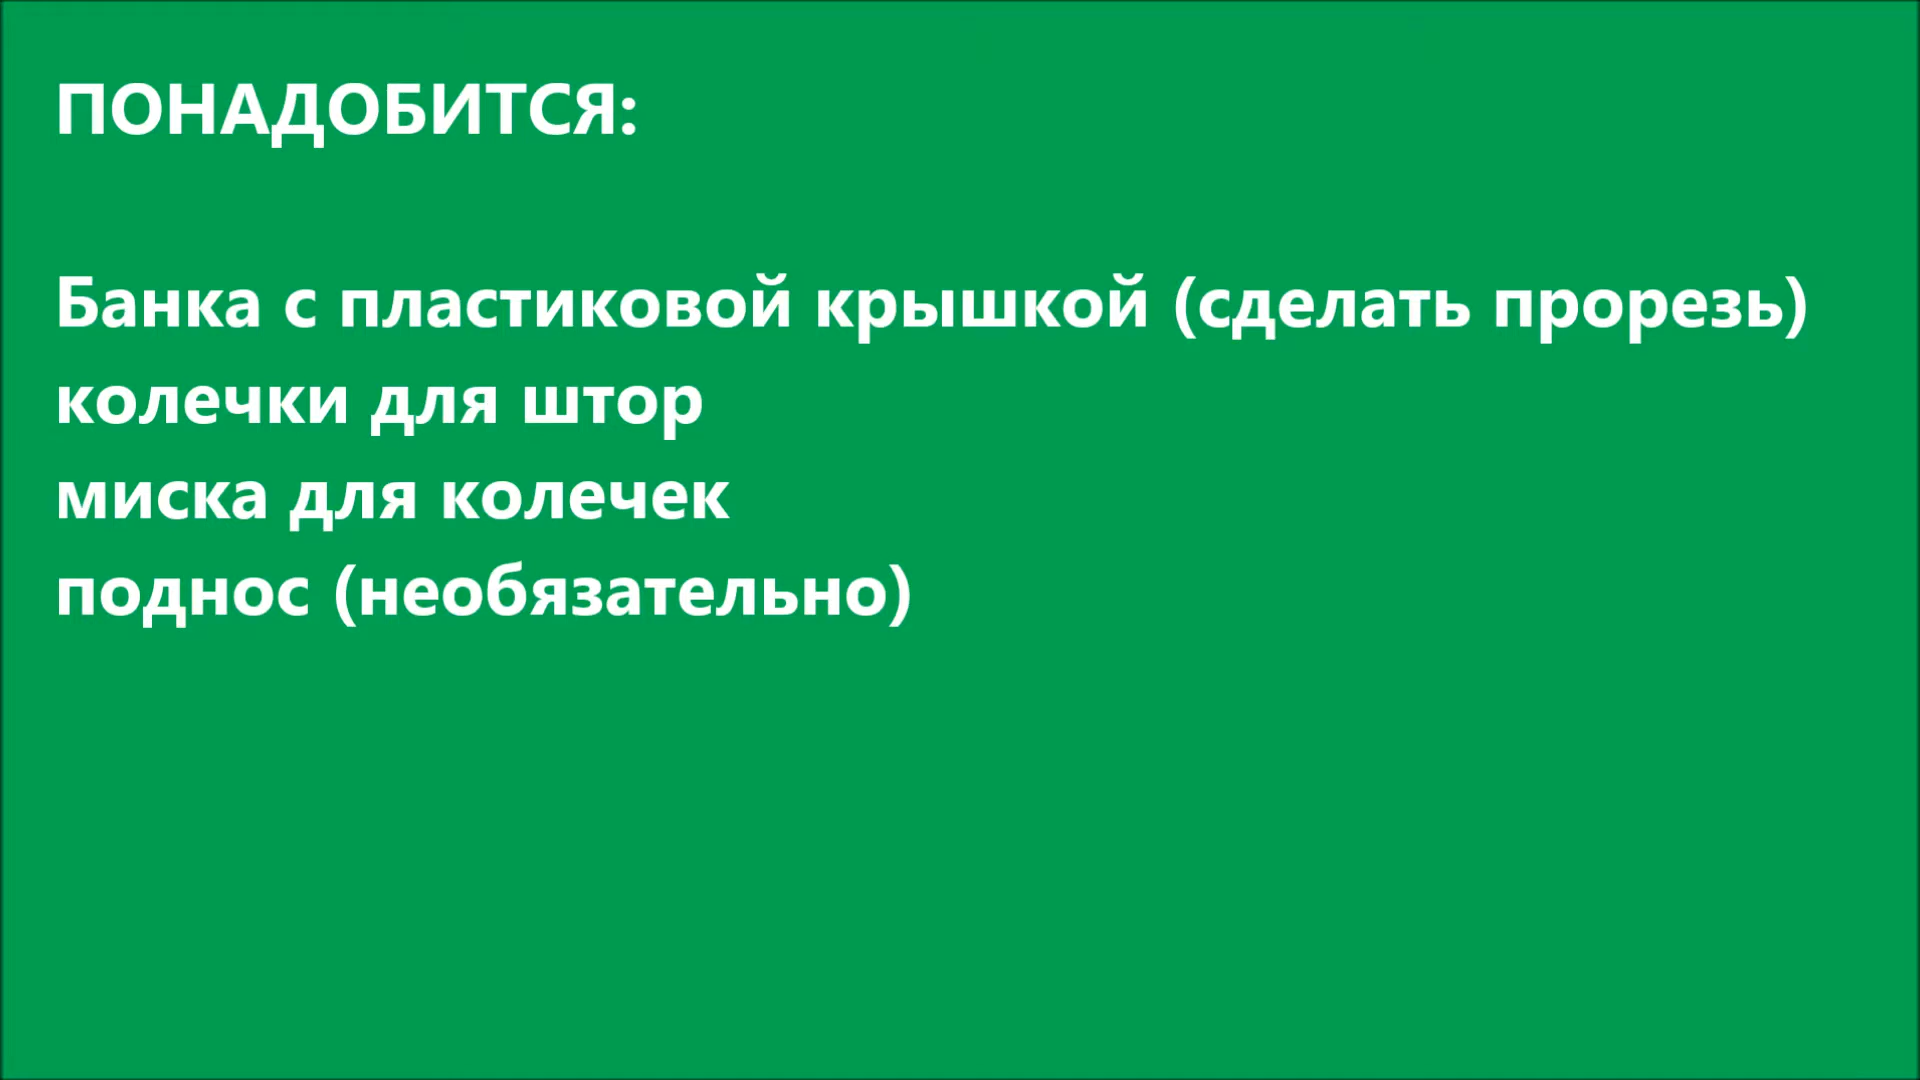 ПОНАДОБИТСЯ:
Банка с пластиковой крышкой (сделать прорезь)
колечки для штор
миска для колечек
поднос (необязательно)